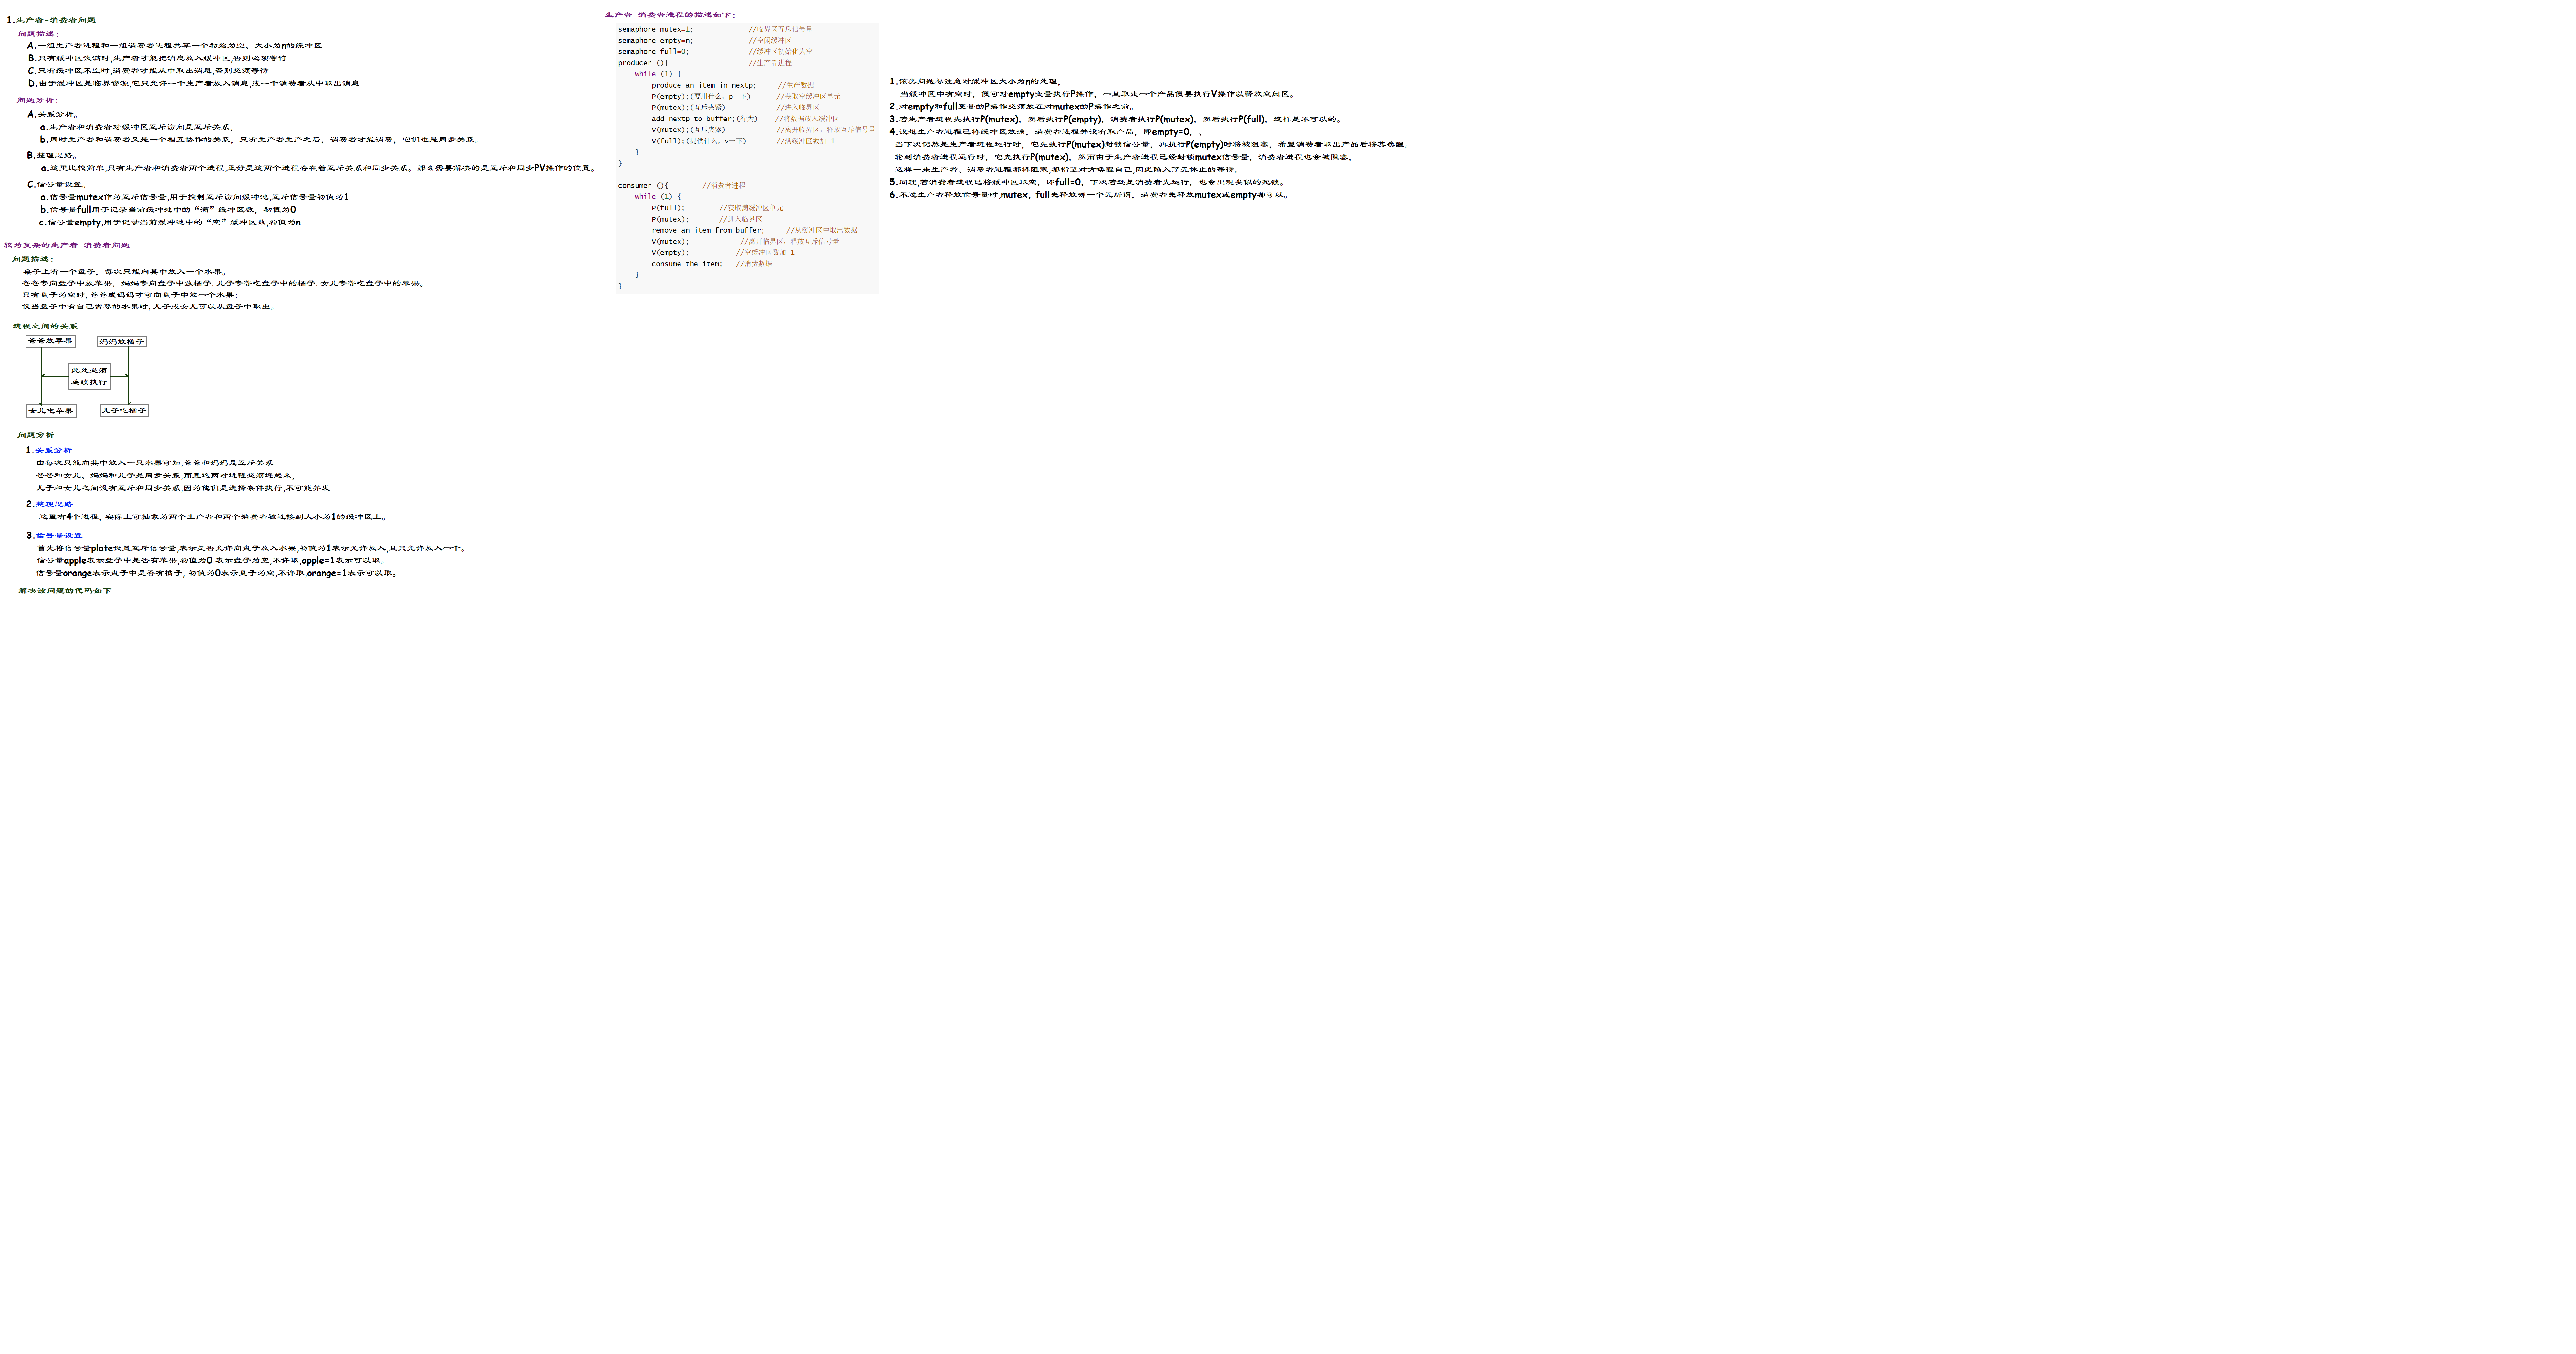 1.生产者-消费者问题
问题描述:
A.一组生产者进程和一组消费者进程共享一个初始为空、大小为n的缓冲区
B.只有缓冲区没满时,生产者才能把消息放入缓冲区,否则必须等待
C.只有缓冲区不空时,消费者才能从中取出消息,否则必须等待
D.由于缓冲区是临界资源,它只允许一个生产者放入消息,或一个消费者从中取出消息
问题分析:
A.关系分析。
a.生产者和消费者对缓冲区互斥访问是互斥关系,
b.同时生产者和消费者又是一个相互协作的关系，只有生产者生产之后，消费者才能消费，它们也是同步关系。
B.整理思路。
a.这里比较简单,只有生产者和消费者两个进程,正好是这两个进程存在着互斥关系和同步关系。那么需要解决的是互斥和同步PV操作的位置。
C.信号量设置。
a.信号量mutex作为互斥信号量,用于控制互斥访问缓冲池,互斥信号量初值为1
b.信号量full用于记录当前缓冲池中的“满”缓冲区数，初值为0
c.信号量empty,用于记录当前缓冲池中的“空”缓冲区数,初值为n
较为复杂的生产者-消费者问题
问题描述:
桌子上有一个盘子，每次只能向其中放入一个水果。
爸爸专向盘子中放苹果，妈妈专向盘子中放橘子,儿子专等吃盘子中的橘子,女儿专等吃盘子中的苹果。
只有盘子为空时,爸爸或妈妈才可向盘子中放一个水果;
仅当盘子中有自己需要的水果时,儿子或女儿可以从盘子中取出。
进程之间的关系
爸爸放苹果
妈妈放橘子
此处必须
连续执行
女儿吃苹果
儿子吃橘子
问题分析
1.关系分析
由每次只能向其中放入一只水果可知,爸爸和妈妈是互斥关系
爸爸和女儿、妈妈和儿子是同步关系,而且这两对进程必须连起来,
儿子和女儿之间没有互斥和同步关系,因为他们是选择条件执行,不可能并发
2.整理思路
这里有4个进程，实际上可抽象为两个生产者和两个消费者被连接到大小为1的缓冲区上。
3.信号量设置
首先将信号量plate设置互斥信号量,表示是否允许向盘子放入水果,初值为1表示允许放入,且只允许放入一个。
信号量apple表示盘子中是否有苹果,初值为0 表示盘子为空,不许取,apple=1表示可以取。
信号量orange表示盘子中是否有橘子, 初值为0表示盘子为空,不许取,orange=1表示可以取。
解决该问题的代码如下
生产者-消费者进程的描述如下:
semaphore mutex=1; //临界区互斥信号量
semaphore empty=n; //空闲缓冲区
semaphore full=0; //缓冲区初始化为空
producer (){ //生产者进程
while (1) {
produce an item in nextp; //生产数据
P(empty);(要用什么, p一下) //获取空缓冲区单元
P(mutex);(互斥夹紧) //进入临界区
add nextp to buffer;(行为) //将数据放入缓冲区
V(mutex);(互斥夹紧) //离开临界区，释放互斥信号量
V(full);(提供什么, v一下) //满缓冲区数加 1
}
}
consumer (){ //消费者进程
while (1) {
P(full); //获取满缓冲区单元
P(mutex); //进入临界区
remove an item from buffer; //从缓冲区中取出数据
V(mutex); //离开临界区，释放互斥信号量
V(empty); //空缓冲区数加 1
consume the item; //消费数据
}
}
1.该类问题要注意对缓冲区大小为n的处理，
当缓冲区中有空时，便可对empty变量执行P操作，一旦取走一个产品便要执行V操作以释放空闲区。
2.对empty和full变量的P操作必须放在对mutex的P操作之前。
3.若生产者进程先执行P(mutex)，然后执行P(empty)，消费者执行P(mutex)，然后执行P(full)，这样是不可以的。
4.设想生产者进程已将缓冲区放满，消费者进程并没有取产品，即empty=0，、
当下次仍然是生产者进程运行时，它先执行P(mutex)封锁信号量，再执行P(empty)时将被阻塞，希望消费者取出产品后将其唤醒。
轮到消费者进程运行时，它先执行P(mutex)，然而由于生产者进程已经封锁mutex信号量，消费者进程也会被阻塞，
这样一来生产者、消费者进程都将阻塞,都指望对方唤醒自己,因此陷入了无休止的等待。
5.同理,若消费者进程已将缓冲区取空，即full=0，下次若还是消费者先运行，也会出现类似的死锁。
6.不过生产者释放信号量时,mutex，full先释放哪一个无所谓，消费者先释放mutex或empty都可以。